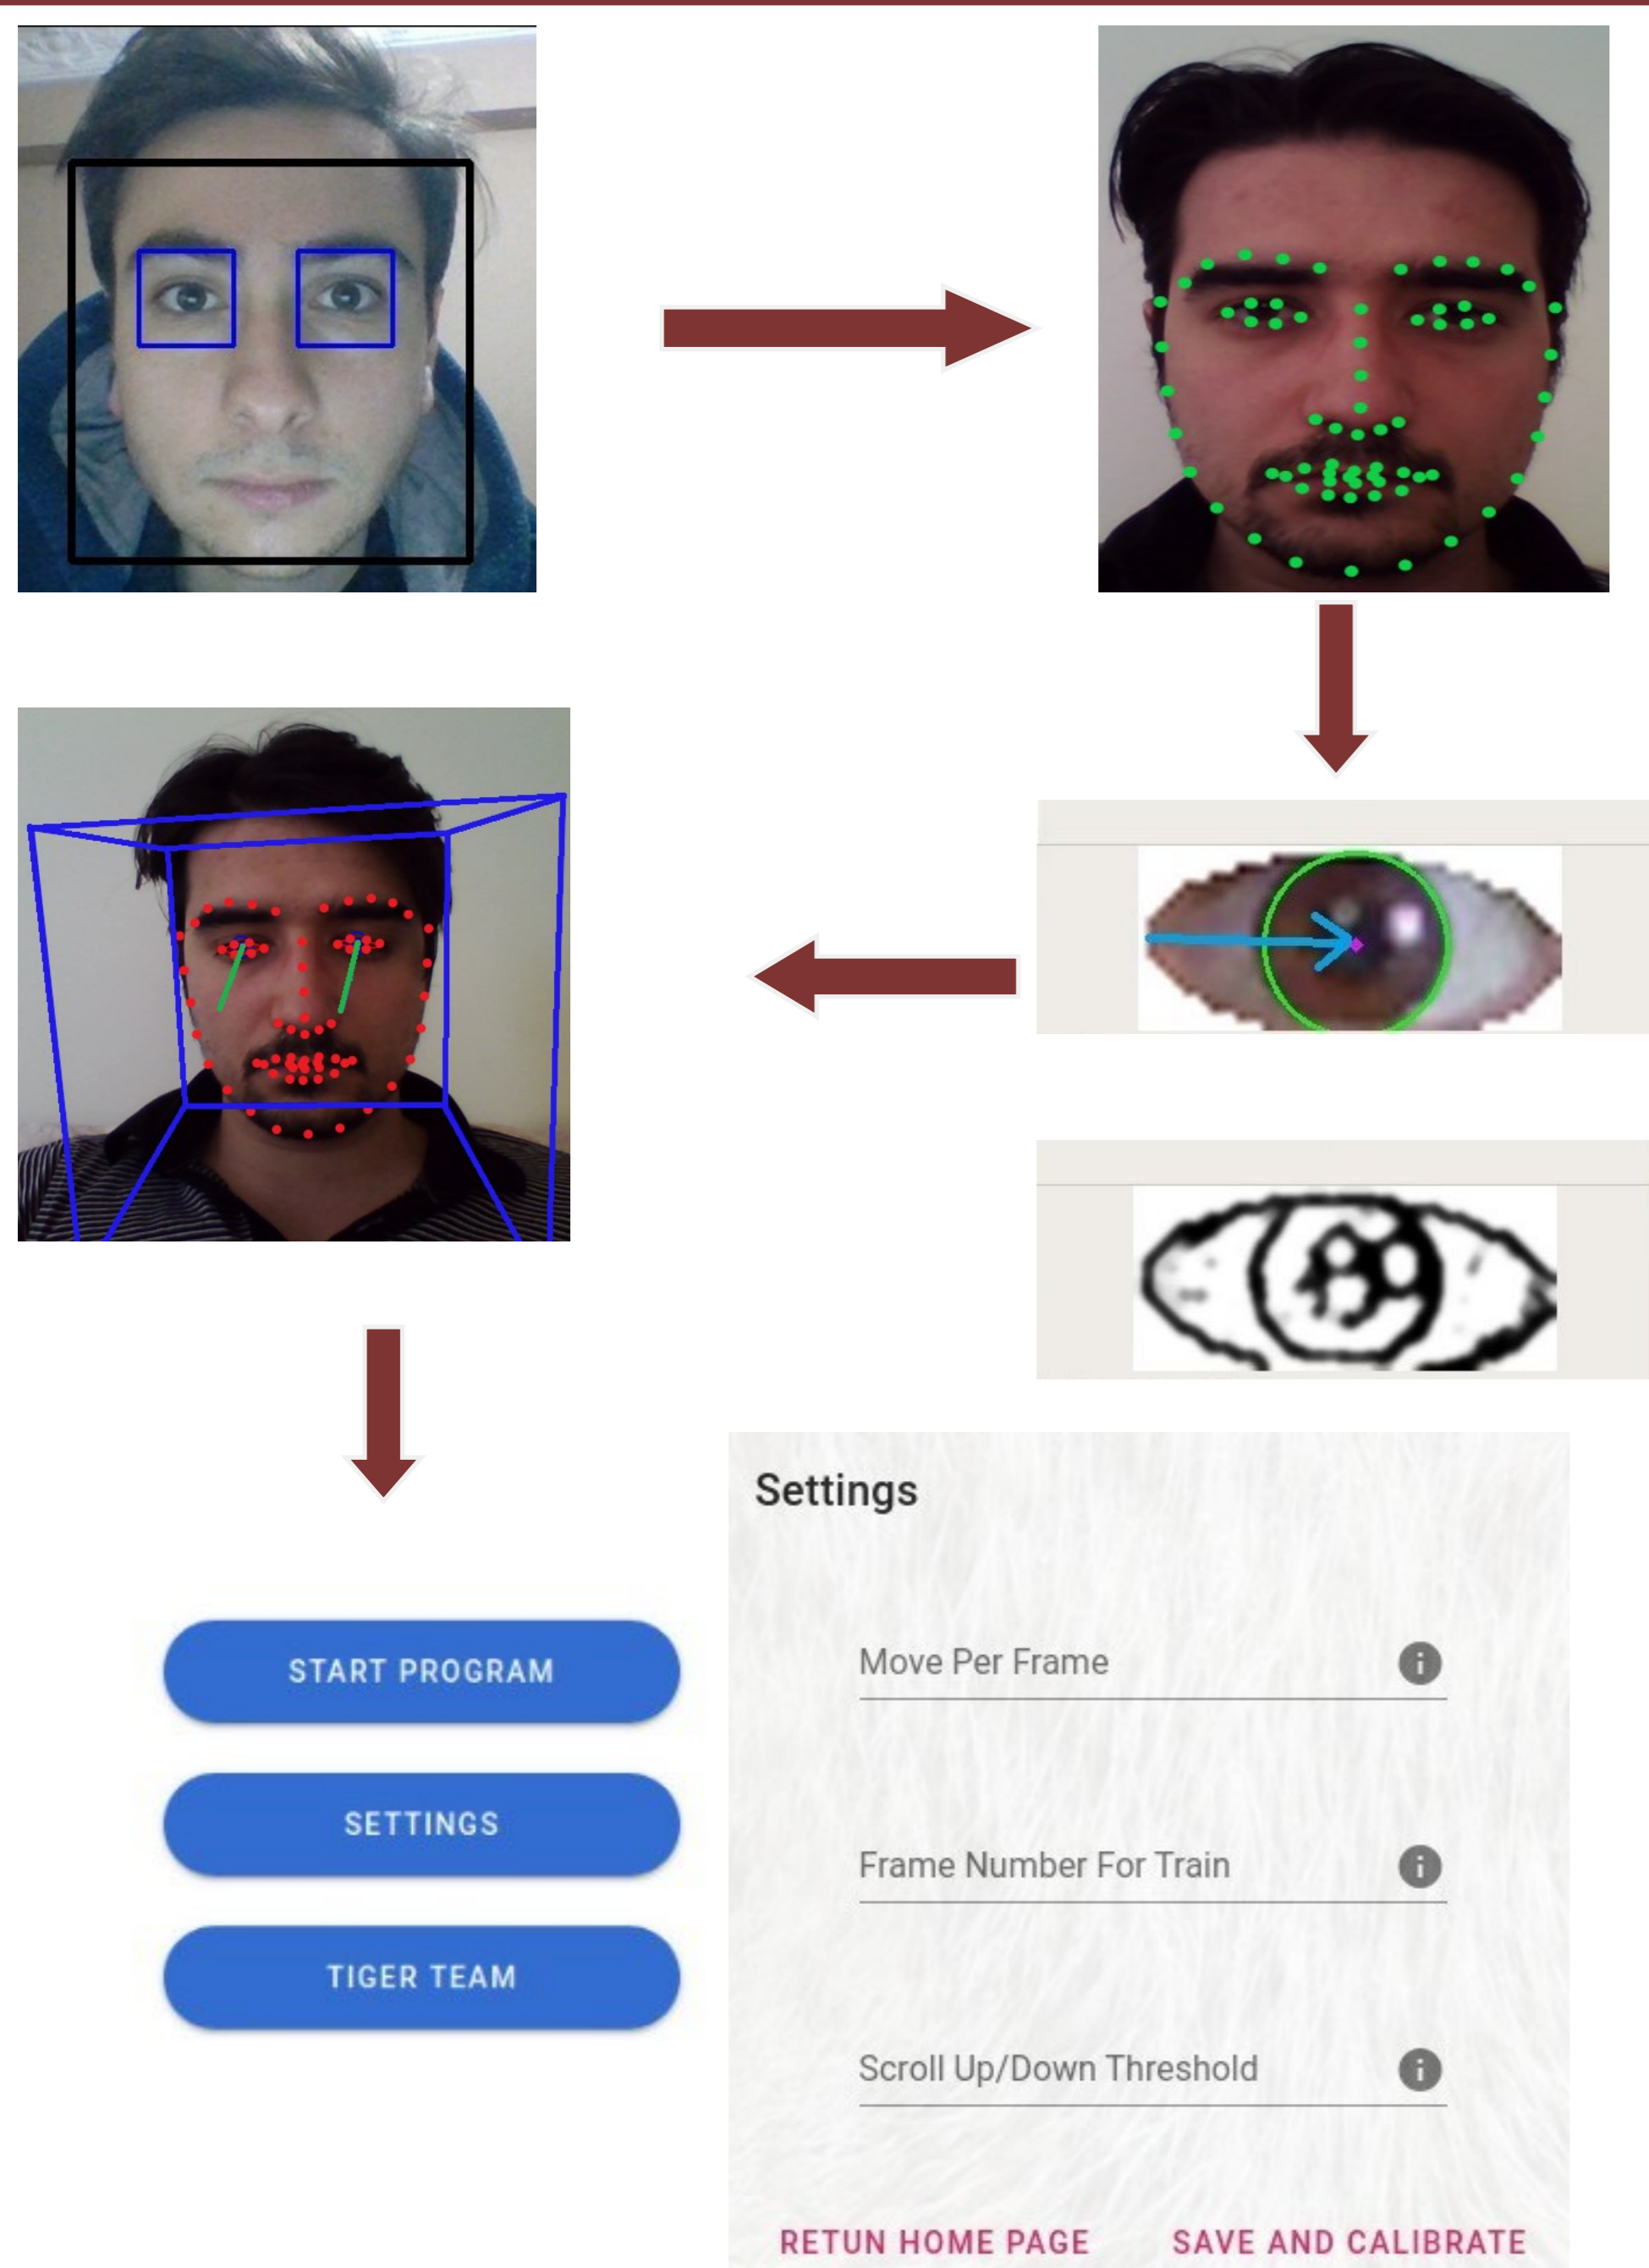 START PROGRAM
SETTINGS
TIGER TEAM
Settings
Move Per Frame
Frame Number For Train
Scroll Up/Down Threshold
RETUN HOME PAGE
SAVE AND CALIBRATE